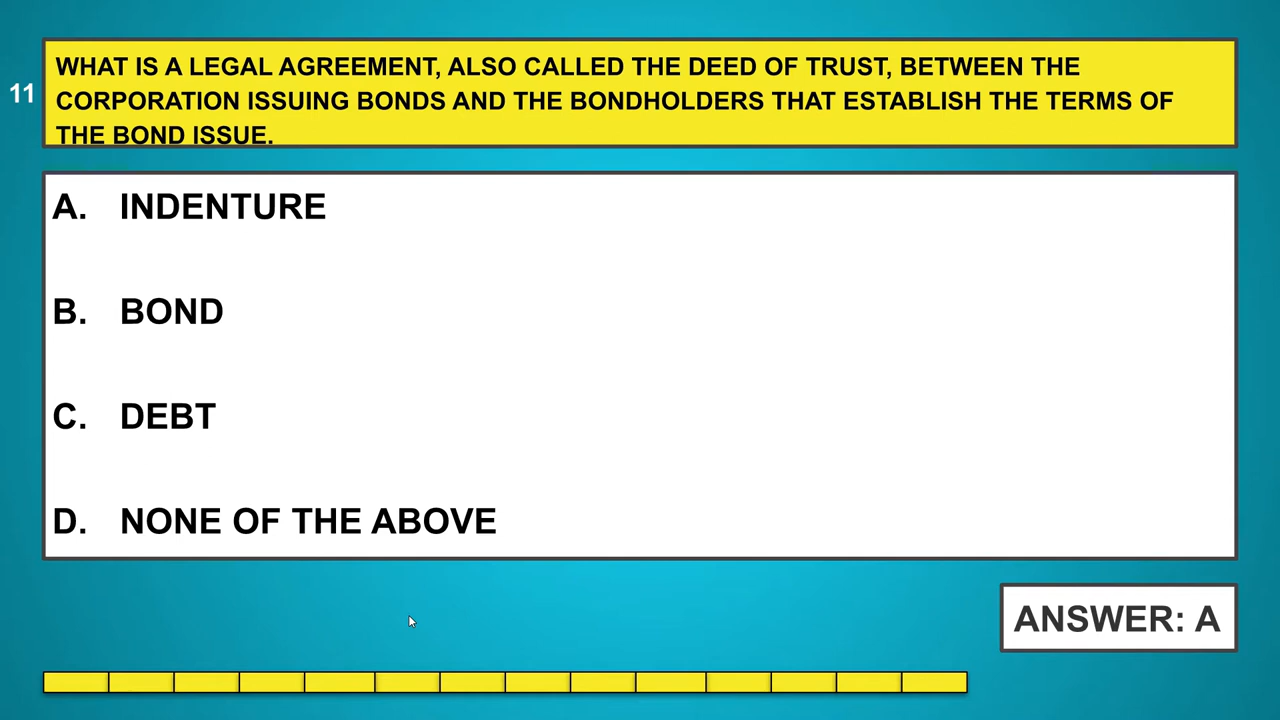 11
WHAT IS A LEGAL AGREEMENT, ALSO CALLED THE DEED OF TRUST, BETWEEN THE
CORPORATION ISSUING BONDS AND THE BONDHOLDERS THAT ESTABLISH THE TERMS OF
THE BOND ISSUE.
A. INDENTURE
B. BOND
C. DEBT
D. NONE OF THE ABOVE
ANSWER: A